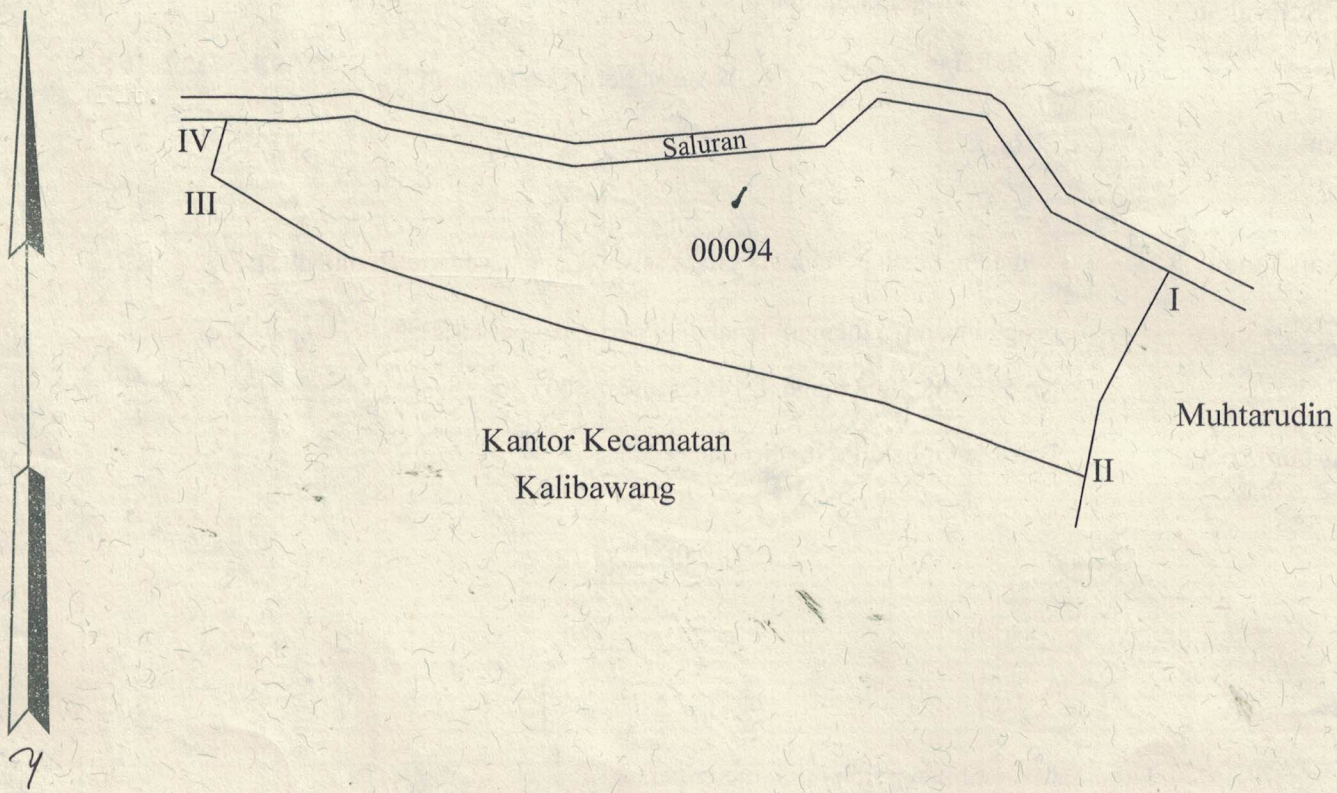 IV
Saluran
III
00094
I
Muhtarudin
Kantor Kecamatan
Kalibawang
II